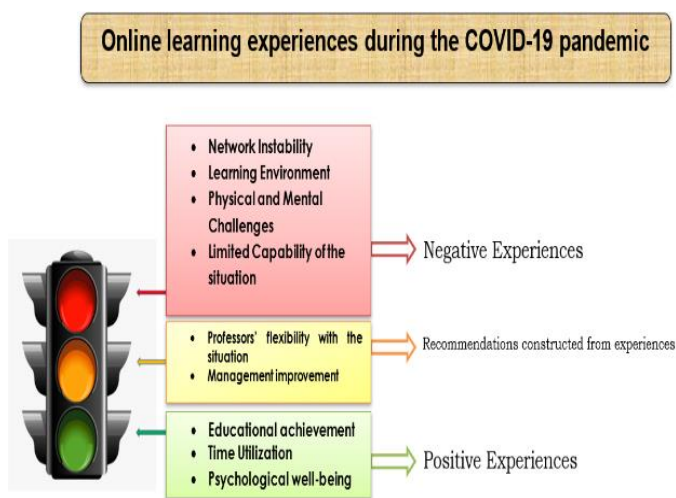 Online learning experiences during the COVID-19 pandemic
• Network Instability
• Learning Environment
• Physical and Mental
Challenges
• Limited Capability of the
situation
Negative Experiences
• Professors' flexibility with the
situation
• Management improvement
Recommendations constructed from experiences
• Educational achievement
• Time Utilization
• Psychological well-being
Positive Experiences